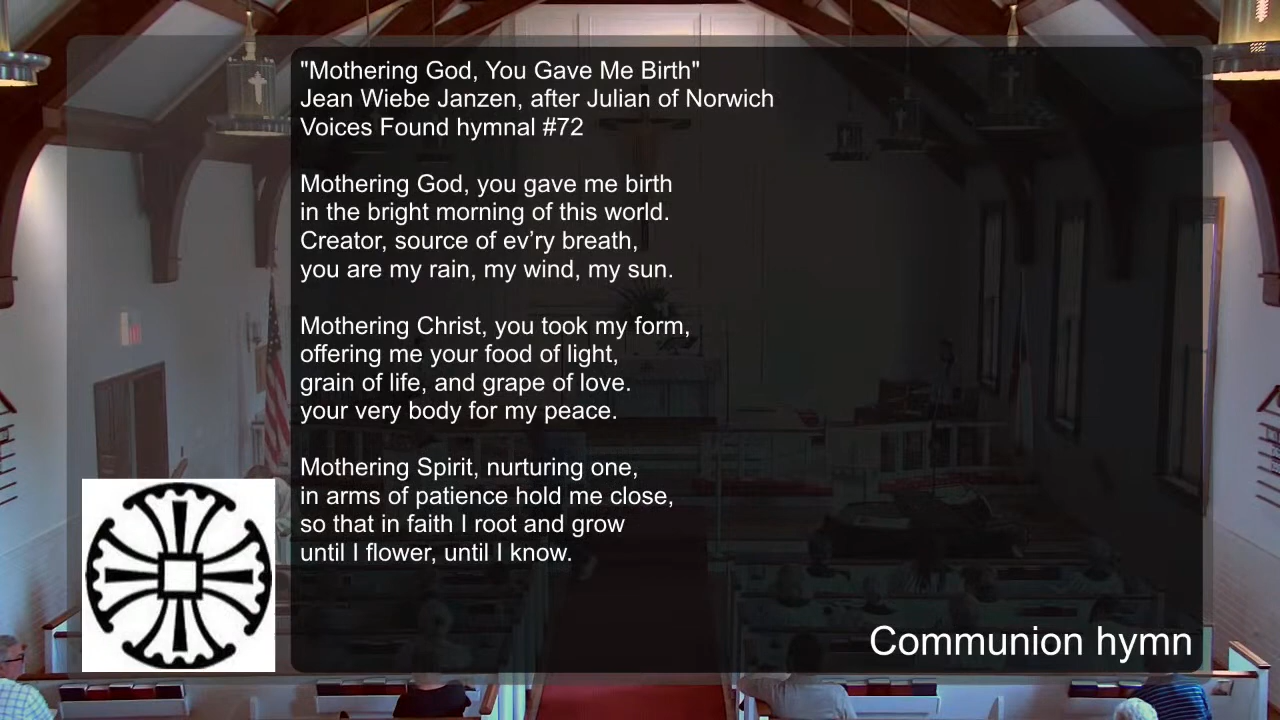 "Mothering God, You Gave Me Birth"
Jean Wiebe Janzen, after Julian of Norwich
Voices Found hymnal #72
Mothering God, you gave me birth
in the bright morning of this world.
Creator, source of ev’ry breath,
you are my rain, my wind, my sun.
Mothering Christ, you took my form,
offering me your food of light,
grain of life, and grape of love.
your very body for my peace.
Mothering Spirit, nurturing one,
in arms of patience hold me close,
so that in faith I root and grow
until I flower, until I know.
Communion hymn